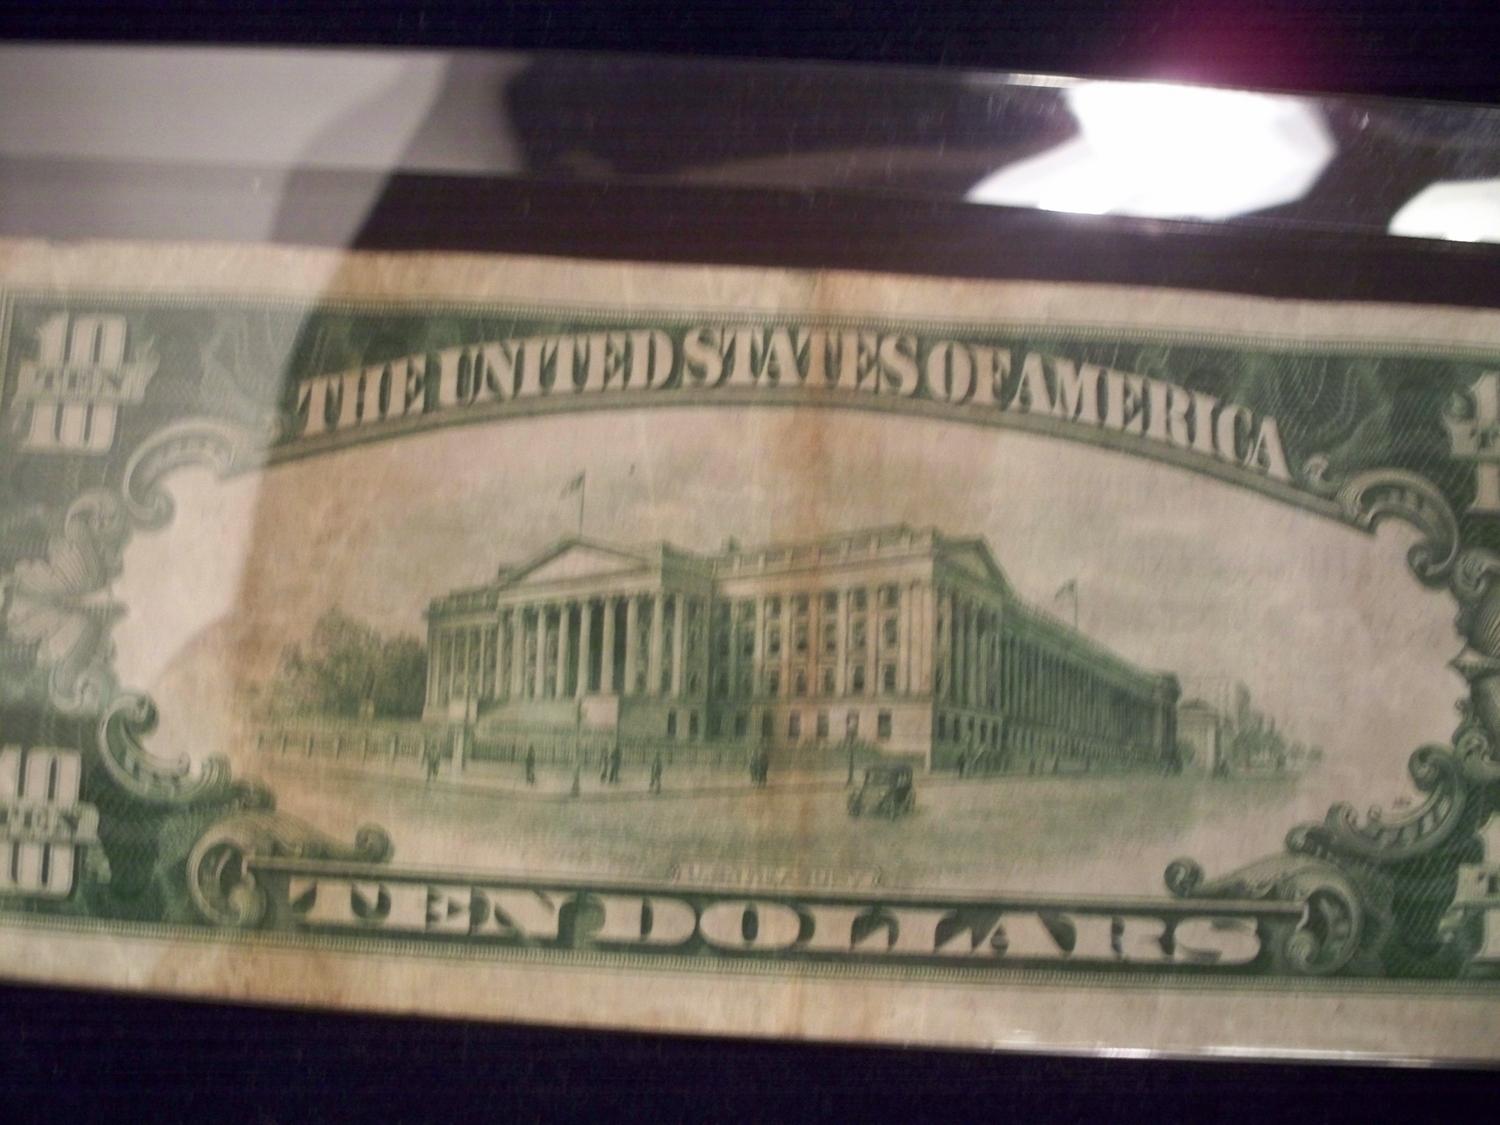 THE UNITED STATES OF AMERICA
10
TEN
10
10
TEN
10
TEN DOLLARS